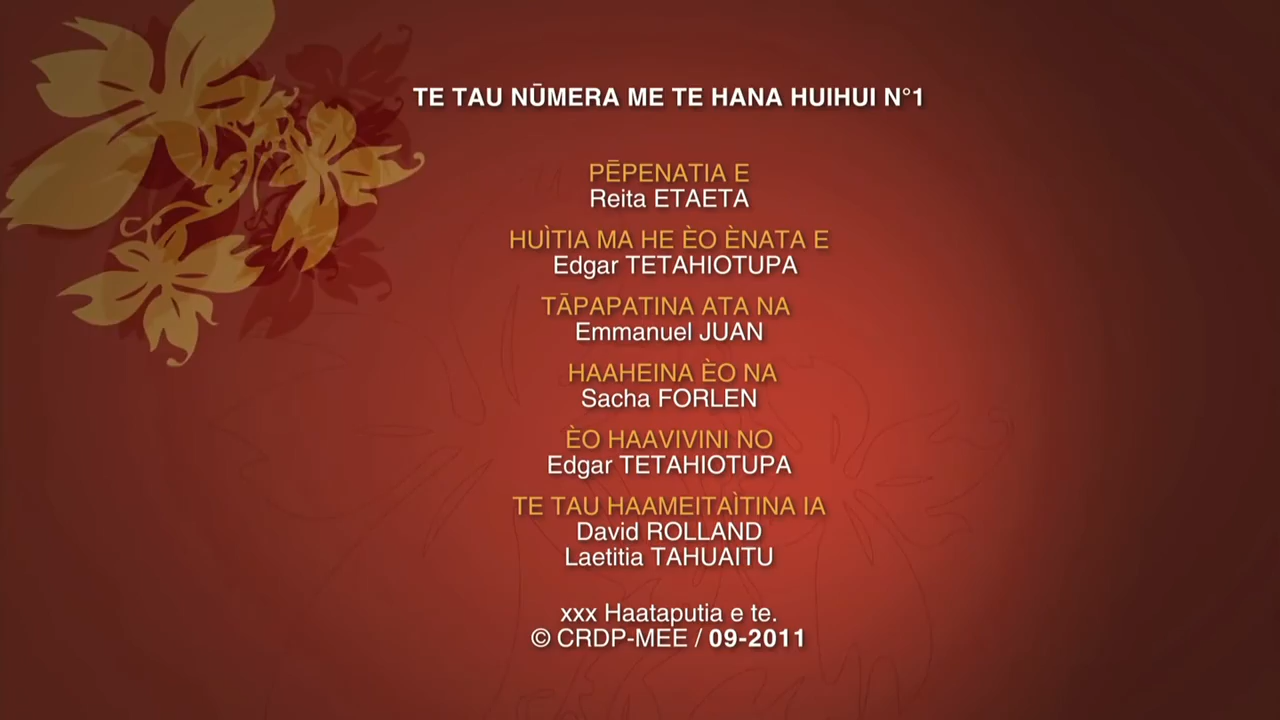 TE TAU NŪMERA ME TE HANA HUIHUI N°1
PĒPENATIA E
Reita ETAETA
HUÌTIA MA HE ÈO ÈNATA E
Edgar TETAHIOTUPA
TĀPAPATINA ATA NA
Emmanuel JUAN
HAAHEINA ÈO NA
Sacha FORLEN
ÈO HAAVIVINI NO
Edgar TETAHIOTUPA
TE TAU HAAMEITAÌTINA IA
David ROLLAND
Laetitia TAHUAITU
xxx Haataputia e te.
© CRDP-MEE / 09-2011